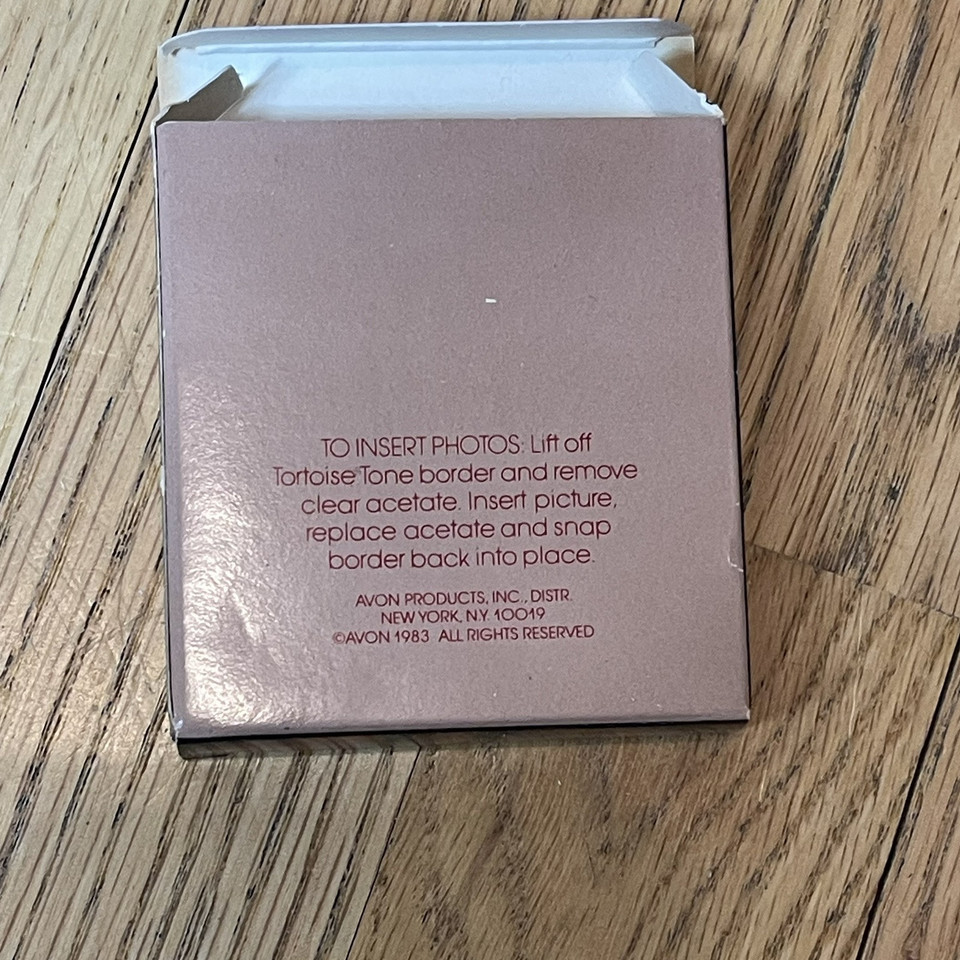 TO INSERT PHOTOS: Lift off
Tortoise Tone border and remove
clear acetate. Insert picture,
replace acetate and snap
border back into place.
AVON PRODUCTS, INC., DISTR.
NEW YORK, N.Y. 10019
©AVON 1983 ALL RIGHTS RESERVED